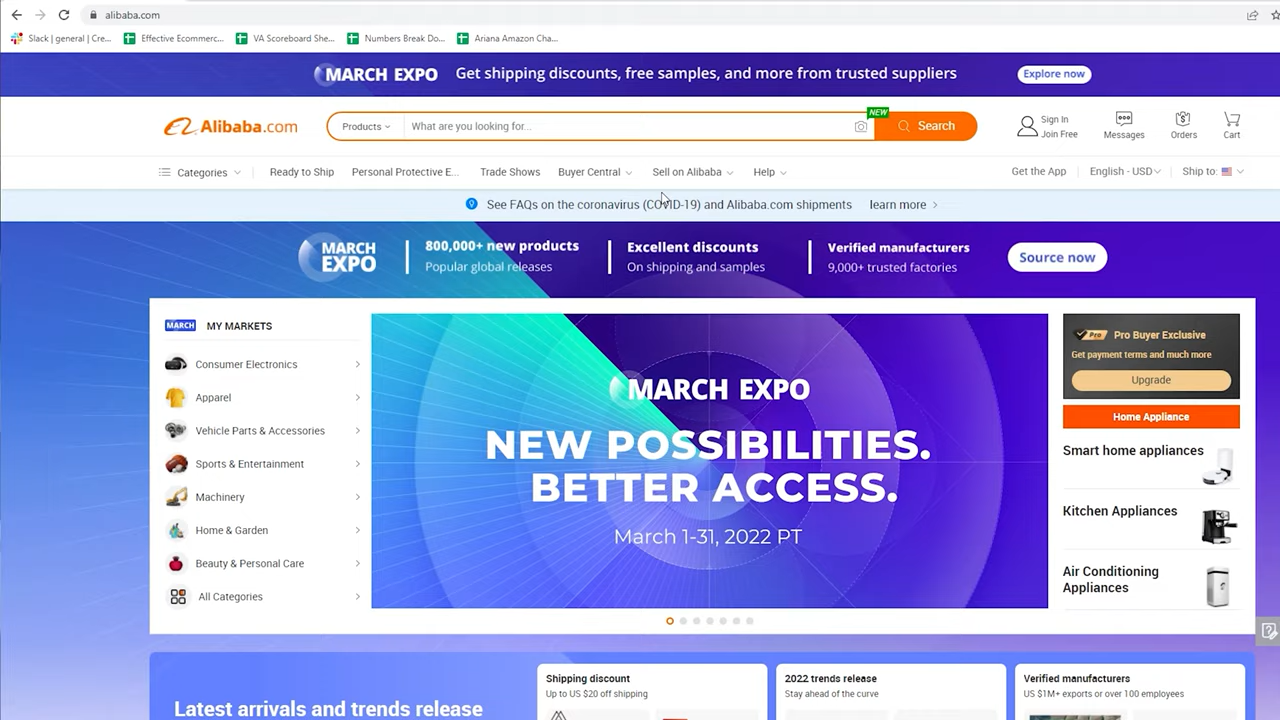 alibaba.com
Slack | general | Cre...
Effective Ecommerc...
VA Scoreboard She...
Numbers Break Do...
Ariana Amazon Cha...
MARCH EXPO Get shipping discounts, free samples, and more from trusted suppliers Explore now
Alibaba.com
Products What are you looking for... NEW Search
Sign In
Join Free
Messages
Orders
Cart
Categories Ready to Ship Personal Protective E... Trade Shows Buyer Central Sell on Alibaba Help Get the App English - USD Ship to:
See FAQs on the coronavirus (COVID-19) and Alibaba.com shipments learn more
MARCH
EXPO
800,000+ new products
Popular global releases
Excellent discounts
On shipping and samples
Verified manufacturers
9,000+ trusted factories
Source now
MARCH MY MARKETS
Consumer Electronics
Apparel
Vehicle Parts & Accessories
Sports & Entertainment
Machinery
Home & Garden
Beauty & Personal Care
All Categories
MARCH EXPO
NEW POSSIBILITIES.
BETTER ACCESS.
March 1-31, 2022 PT
Pro Pro Buyer Exclusive
Get payment terms and much more
Upgrade
Home Appliance
Smart home appliances
Kitchen Appliances
Air Conditioning
Appliances
Latest arrivals and trends release
Shipping discount
Up to US $20 off shipping
2022 trends release
Stay ahead of the curve
Verified manufacturers
US $1M+ exports or over 100 employees